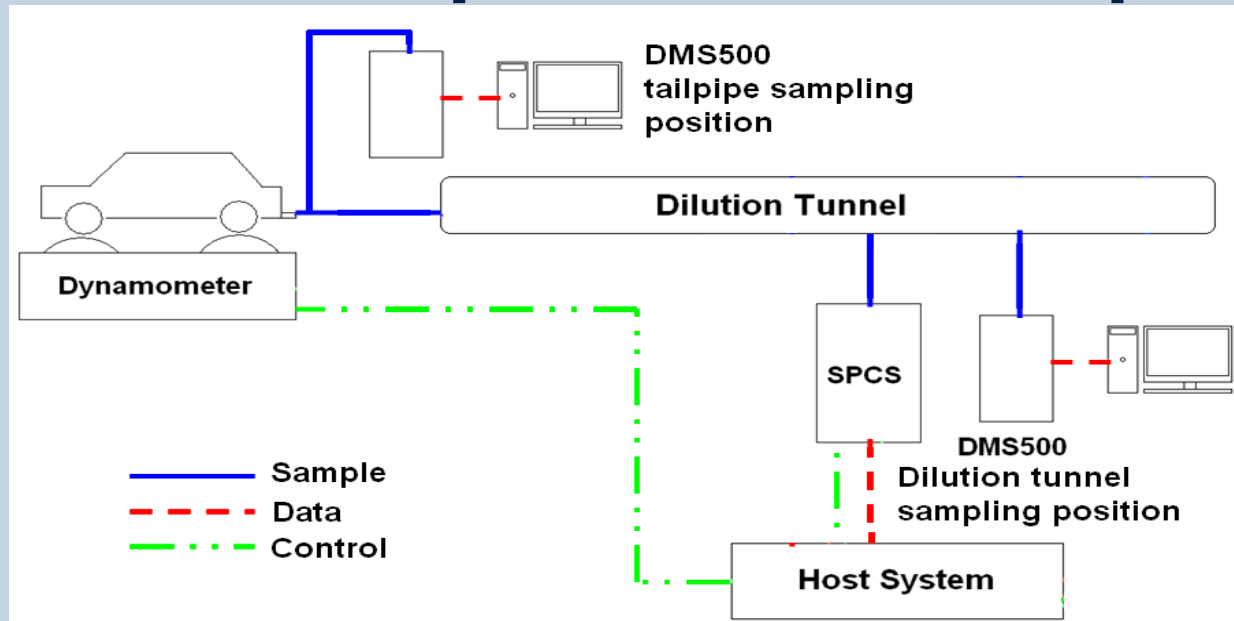 DMS500
tailpipe sampling
position
Dilution Tunnel
Dynamometer
SPCS
DMS500
Dilution tunnel
sampling position
Sample
Data
Control
Host System